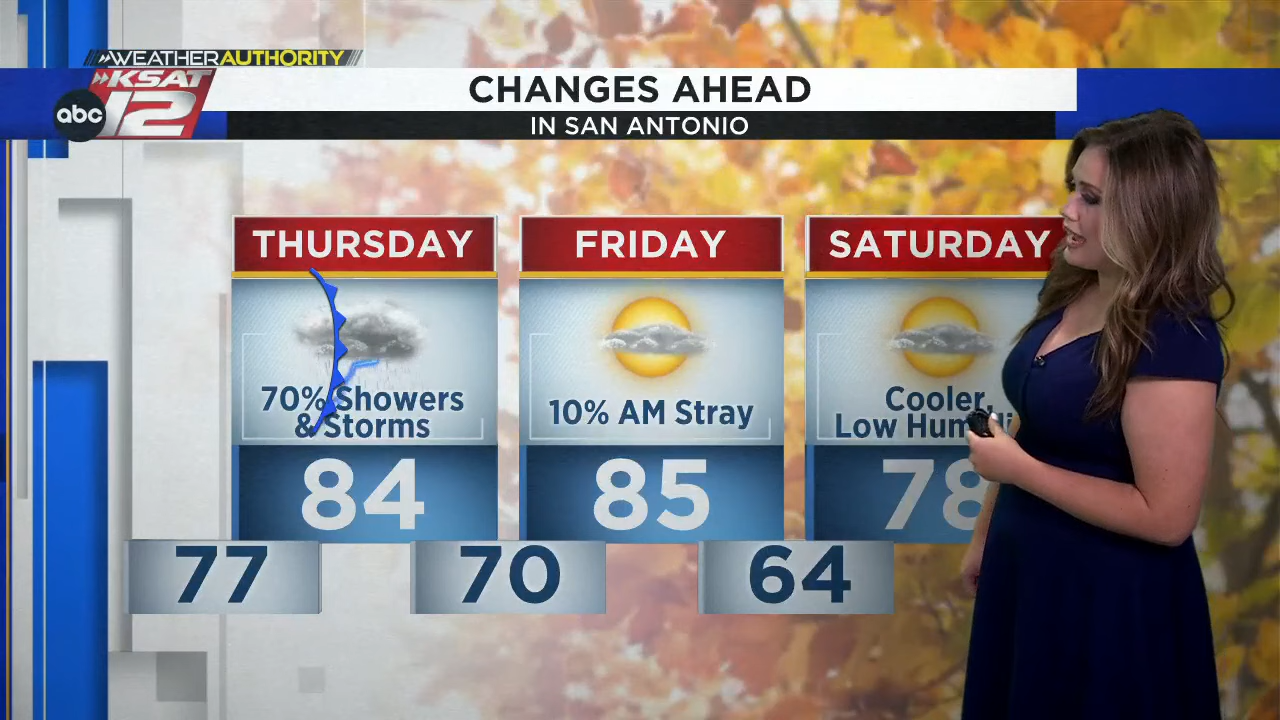 WEATHER AUTHORITY
KSAT
abc 12
CHANGES AHEAD
IN SAN ANTONIO
THURSDAY FRIDAY SATURDAY
70% Showers
& Storms
10% AM Stray
Cooler,
Low
84 85 78
77 70 64